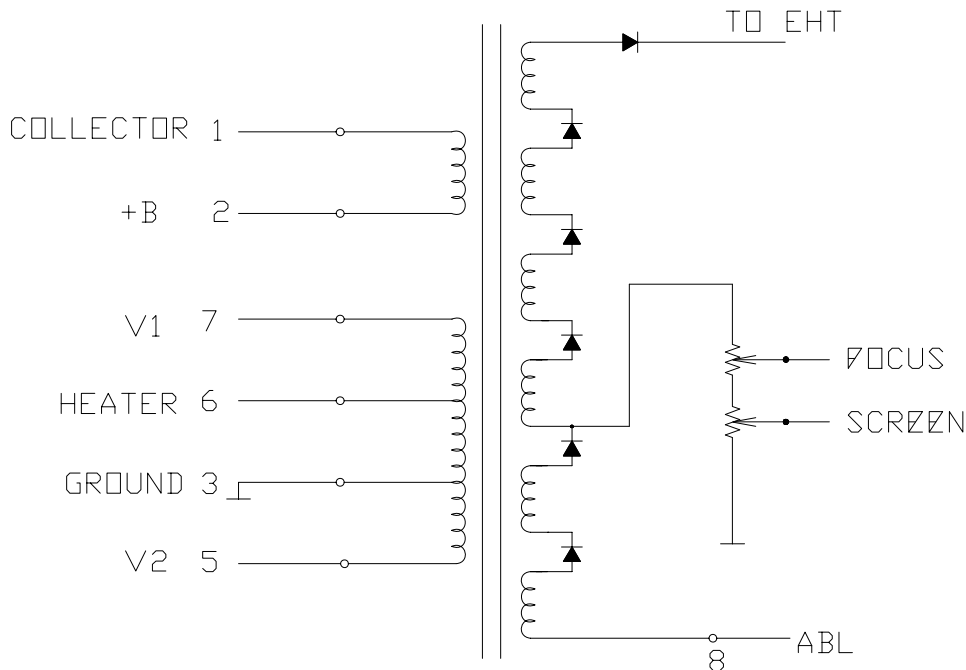 TO EHT
COLLECTOR 1
+B 2
V1 7
HEATER 6
GROUND 3
V2 5
FOCUS
SCREEN
ABL
8